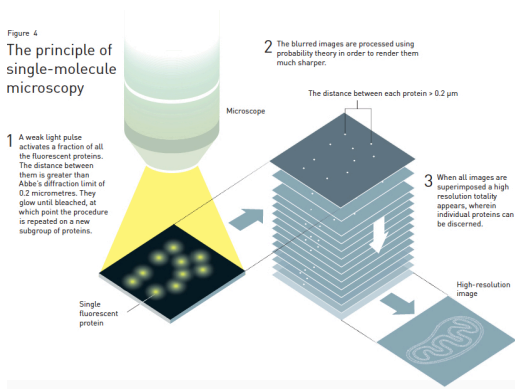 Figure 4
The principle of
single-molecule
microscopy
1 A weak light pulse
activates a fraction of all
the fluorescent proteins.
The distance between
them is greater than
Abbe's diffraction limit of
0.2 micrometres. They
glow until bleached, at
which point the procedure
is repeated on a new
subgroup of proteins.
Microscope
Single
fluorescent
protein
2 The blurred images are processed using
probability theory in order to render them
much sharper.
The distance between each protein > 0.2 µm
3 When all images are
superimposed a high
resolution totality
appears, wherein
individual proteins can
be discerned.
High-resolution
image